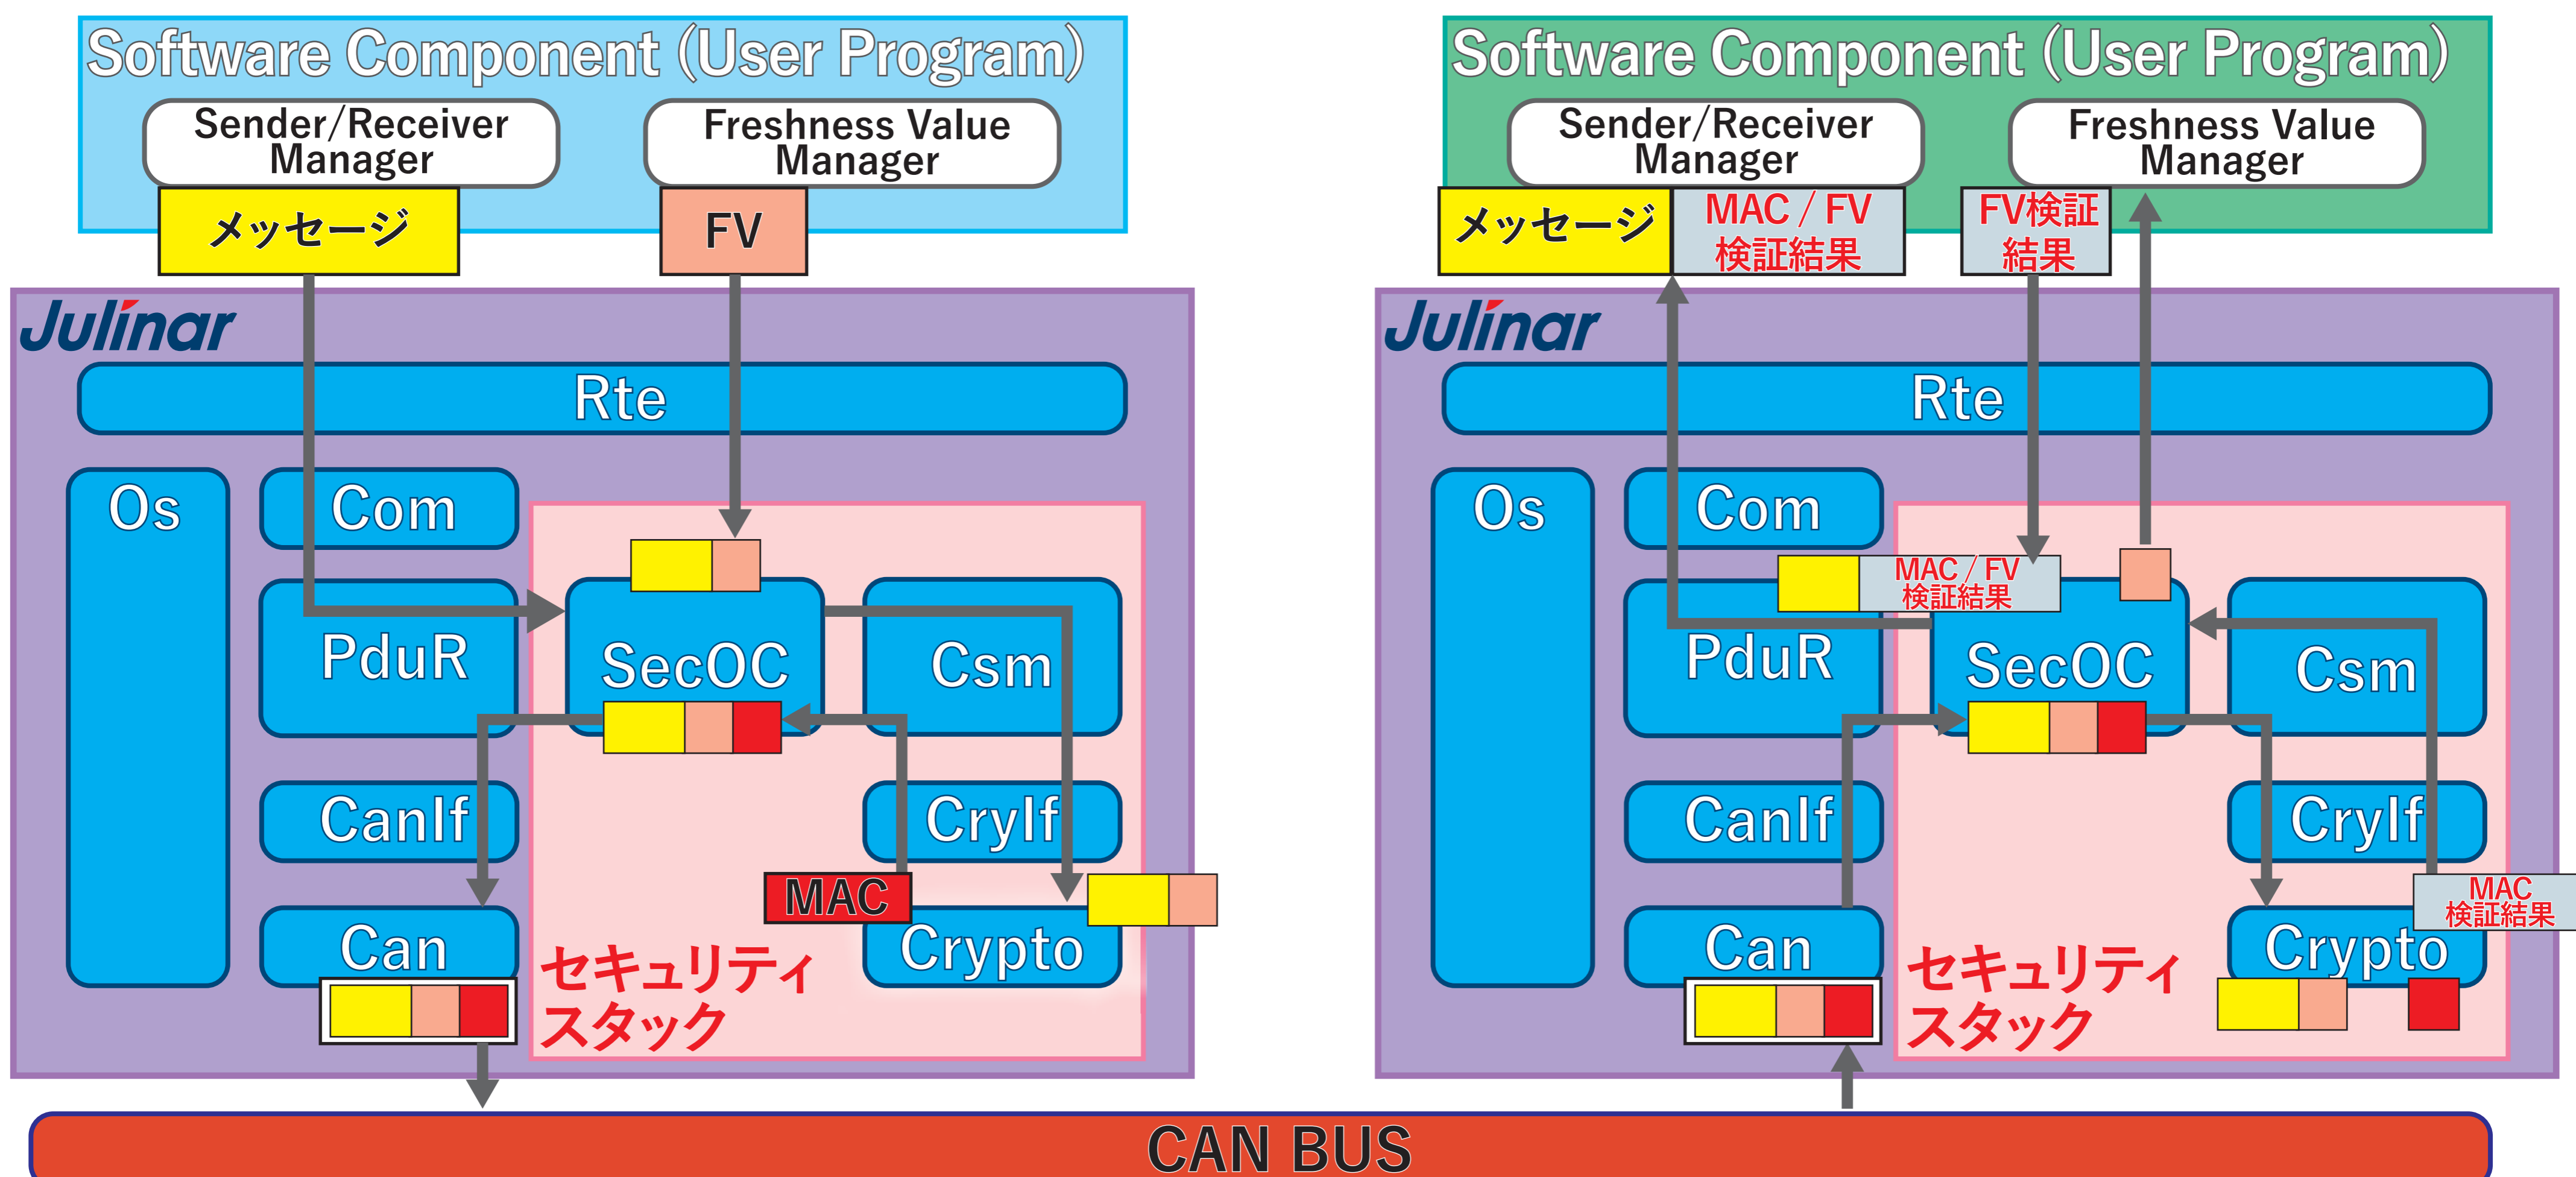 Software Component (User Program)
Sender/Receiver
Manager
Freshness Value
Manager
メッセージ
FV
Julinar
Rte
Os
Com
PduR
SecOC
Csm
CanIf
CryIf
MAC
Can
Crypto
セキュリティ
スタック
Software Component (User Program)
Sender/Receiver
Manager
Freshness Value
Manager
メッセージ
MAC / FV
検証結果
FV検証
結果
Julinar
Rte
Os
Com
MAC / FV
検証結果
PduR
SecOC
Csm
CanIf
CryIf
MAC
検証結果
Can
Crypto
セキュリティ
スタック
CAN BUS